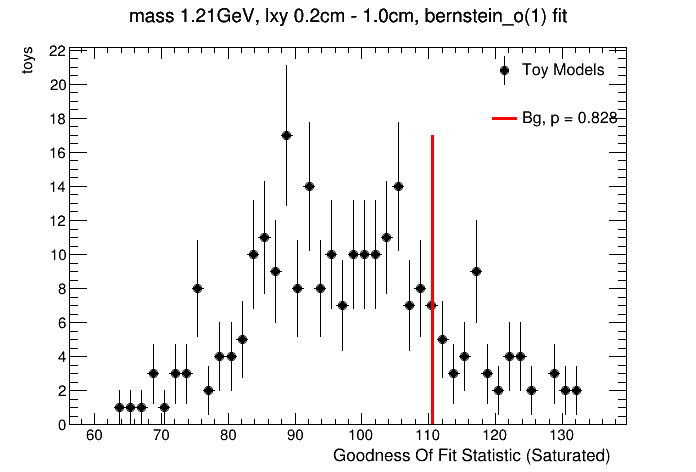 mass 1.21GeV, lxy 0.2cm - 1.0cm, bernstein_o(1) fit
toys
22
20
18
16
14
12
10
8
6
4
2
0
Toy Models
Bg, p = 0.828
60 70 80 90 100 110 120 130
Goodness Of Fit Statistic (Saturated)